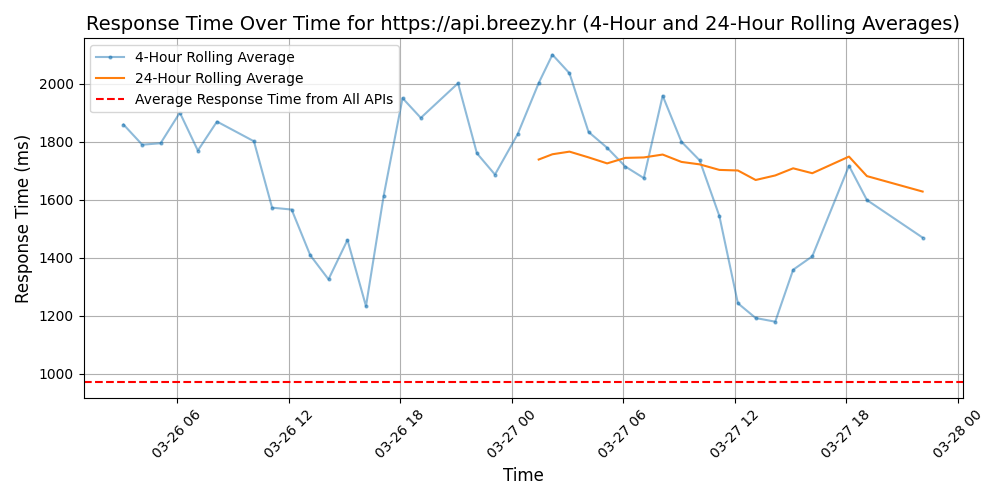 Response Time Over Time for https://api.breezy.hr (4-Hour and 24-Hour Rolling Averages)
4-Hour Rolling Average
24-Hour Rolling Average
Average Response Time from All APIs
Response Time (ms)
2000
1800
1600
1400
1200
1000
03-26 06
03-26 12
03-26 18
03-27 00
03-27 06
03-27 12
03-27 18
03-28 00
Time